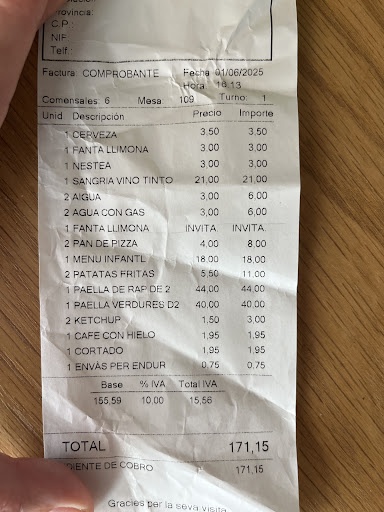 Provincia:
C.P.:
NIF:
Telf.:
Factura COMPROBANTE Fecha 01/06/2025
Hora 16:13
Comensales: 6 Mesa: 109 Turno: 1
Unid Descripción Precio Importe
1 CERVEZA 3,50 3,50
1 FANTA LLIMONA 3,00 3,00
1 NESTEA 3,00 3,00
1 SANGRIA VINO TINTO 21,00 21,00
2 AIGUA 3,00 6,00
2 AGUA CON GAS 3,00 6,00
1 FANTA LLIMONA INVITA. INVITA.
2 PAN DE PIZZA 4,00 8,00
1 MENU INFANTL 18,00 18,00
2 PATATAS FRITAS 5,50 11,00
1 PAELLA DE RAP DE 2 44,00 44,00
1 PAELLA VERDURES D2 40,00 40,00
2 KETCHUP 1,50 3,00
1 CAFE CON HIELO 1,95 1,95
1 CORTADO 1,95 1,95
1 ENVÀS PER ENDUR 0,75 0,75
Base % IVA Total IVA
155,59 10,00 15,56
TOTAL 171,15
DIENTE DE COBRO 171,15
Gracies per la seva visita